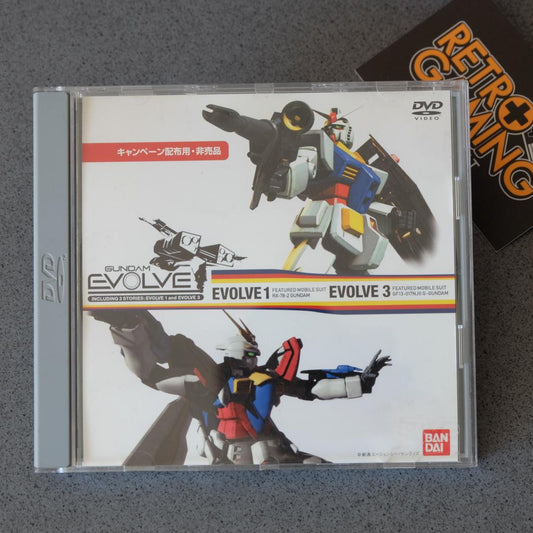 DVD
VIDEO
RETRO
GAMING
キャンペーン配布用・非売品
DVD
GUNDAM
EVOLVE
INCLUDING 2 STORIES: EVOLVE 1 and EVOLVE 3
EVOLVE 1 FEATURED MOBILE SUIT
RX-78-2 GUNDAM
EVOLVE 3 FEATURED MOBILE SUIT
GF13-017NJII G-GUNDAM
BAN
DAI